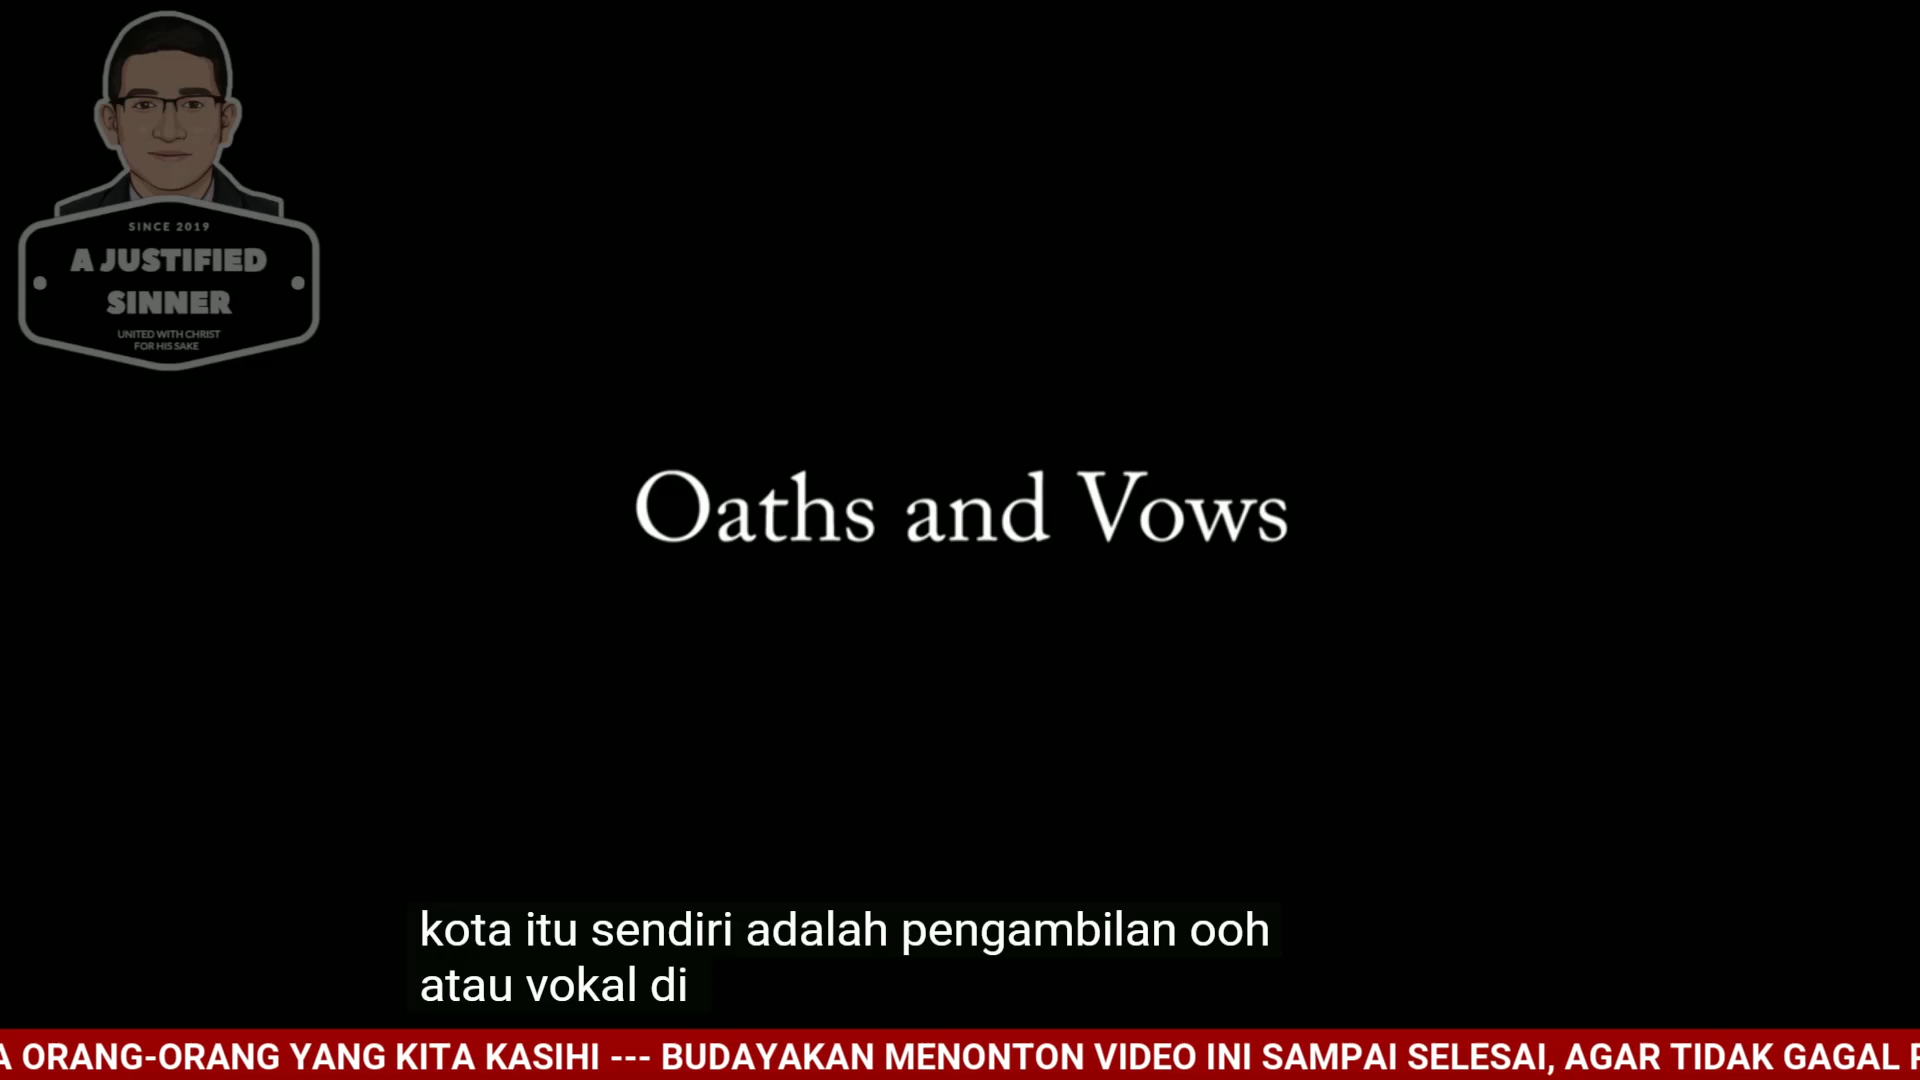 SINCE 2019
A JUSTIFIED
SINNER
UNITED WITH CHRIST
FOR HIS SAKE
Oaths and Vows
kota itu sendiri adalah pengambilan ooh
atau vokal di
ORANG-ORANG YANG KITA KASIHI --- BUDAYAKAN MENONTON VIDEO INI SAMPAI SELESAI, AGAR TIDAK GAGAL